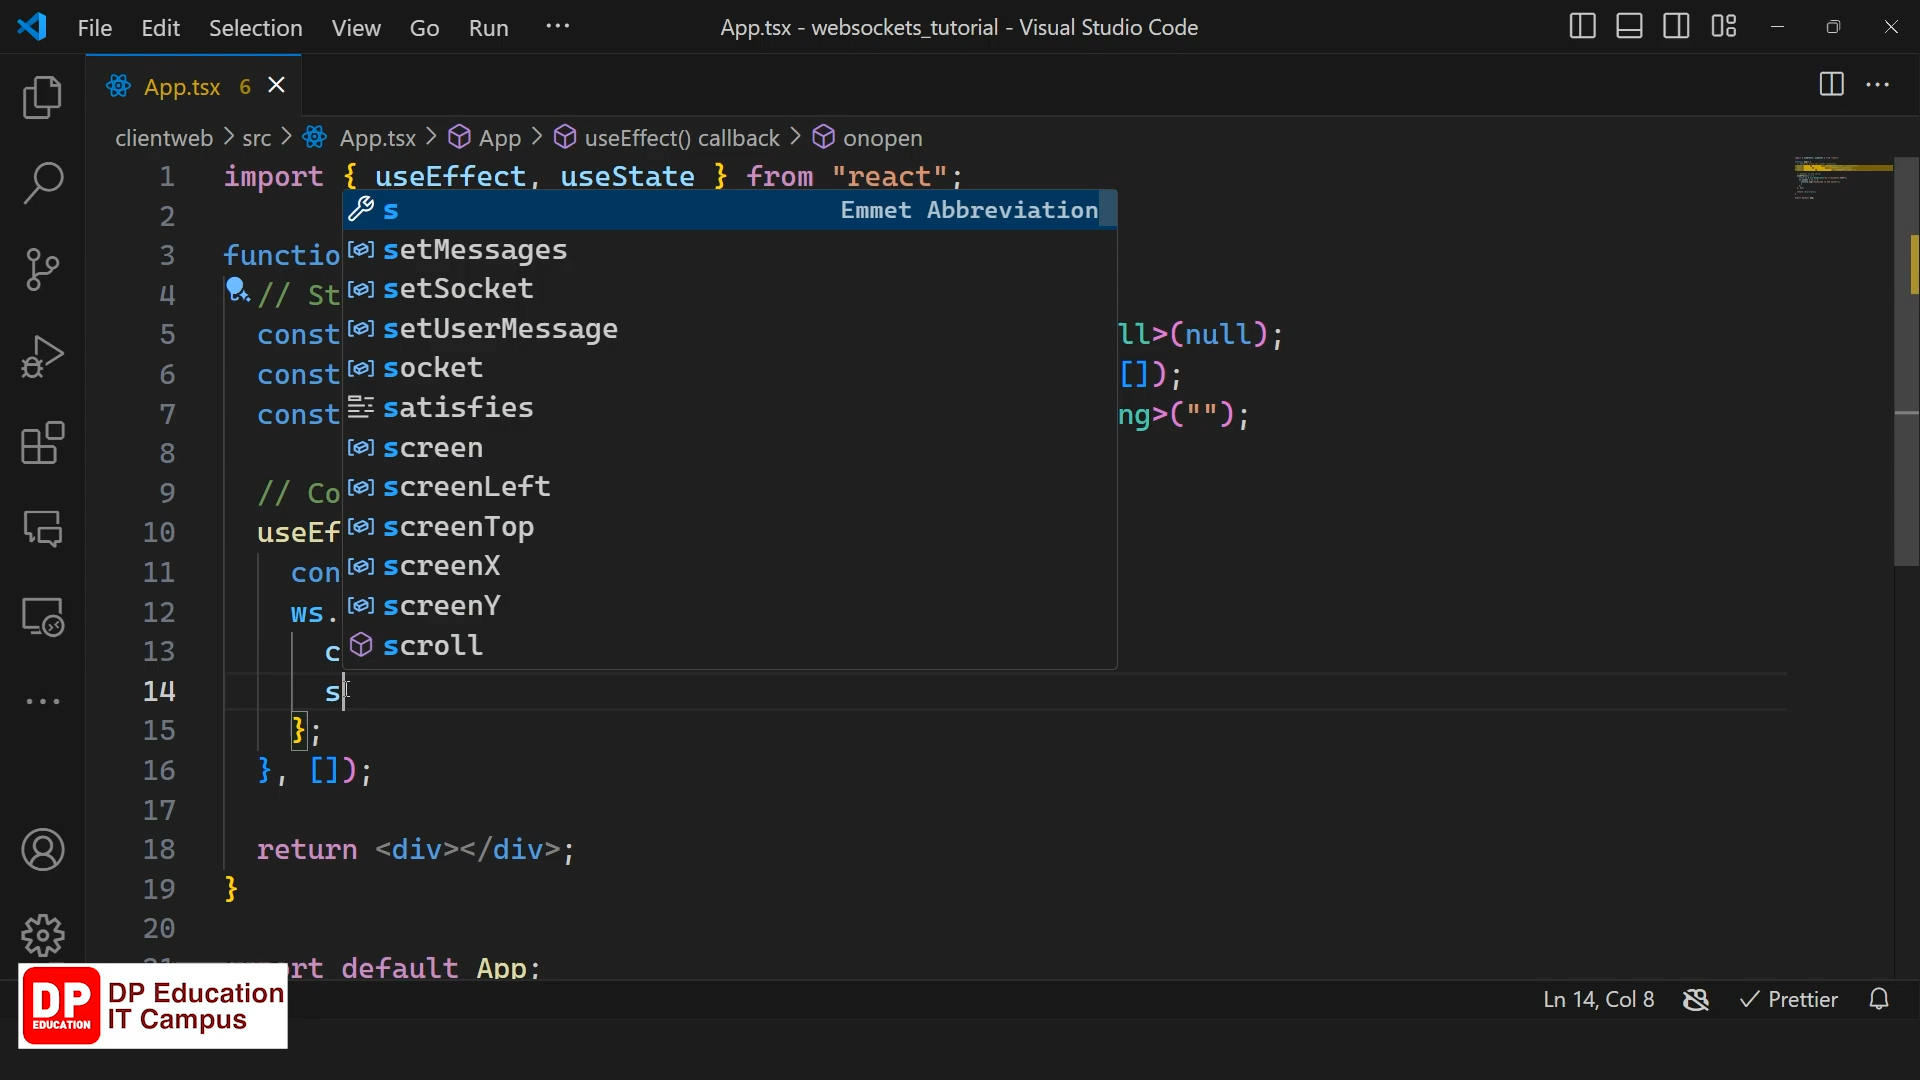 File Edit Selection View Go Run ··· App.tsx - websockets_tutorial - Visual Studio Code
App.tsx 6
clientweb > src > App.tsx > App > useEffect() callback > onopen
1 import { useEffect, useState } from "react";
2 s Emmet Abbreviation
3 functio setMessages
4 // St setSocket
5 const setUserMessage ll>(null);
6 const socket []);
7 const satisfies ng>("");
8 screen
9 // Co screenLeft
10 useEf screenTop
11 con screenX
12 ws. screenY
13 c scroll
14 s
15 };
16 }, []);
17
18 return <div></div>;
19 }
20
rt default App;
DP EDUCATION DP Education
IT Campus
Ln 14, Col 8 Prettier